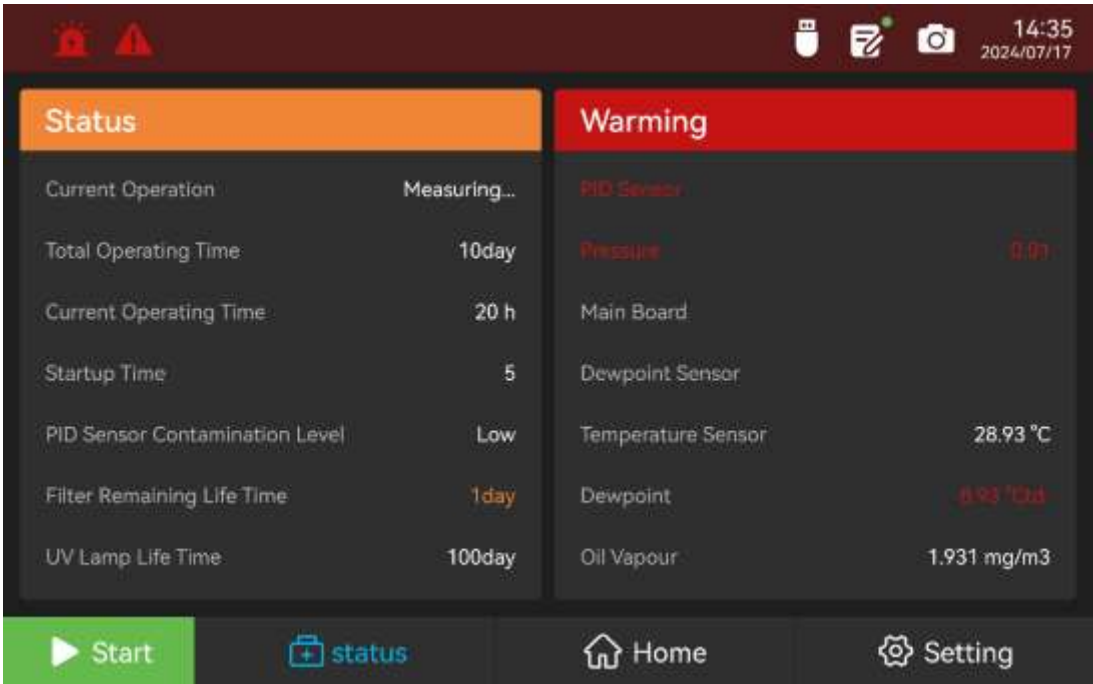 14:35
2024/07/17
Status
Current Operation Measuring...
Total Operating Time 10day
Current Operating Time 20 h
Startup Time 5
PID Sensor Contamination Level Low
Filter Remaining Life Time 1day
UV Lamp Life Time 100day
Warming
PID Sensor
Pressure
Main Board
Dewpoint Sensor
Temperature Sensor 28.93 °C
Dewpoint
Oil Vapour 1.931 mg/m3
Start
status
Home
Setting